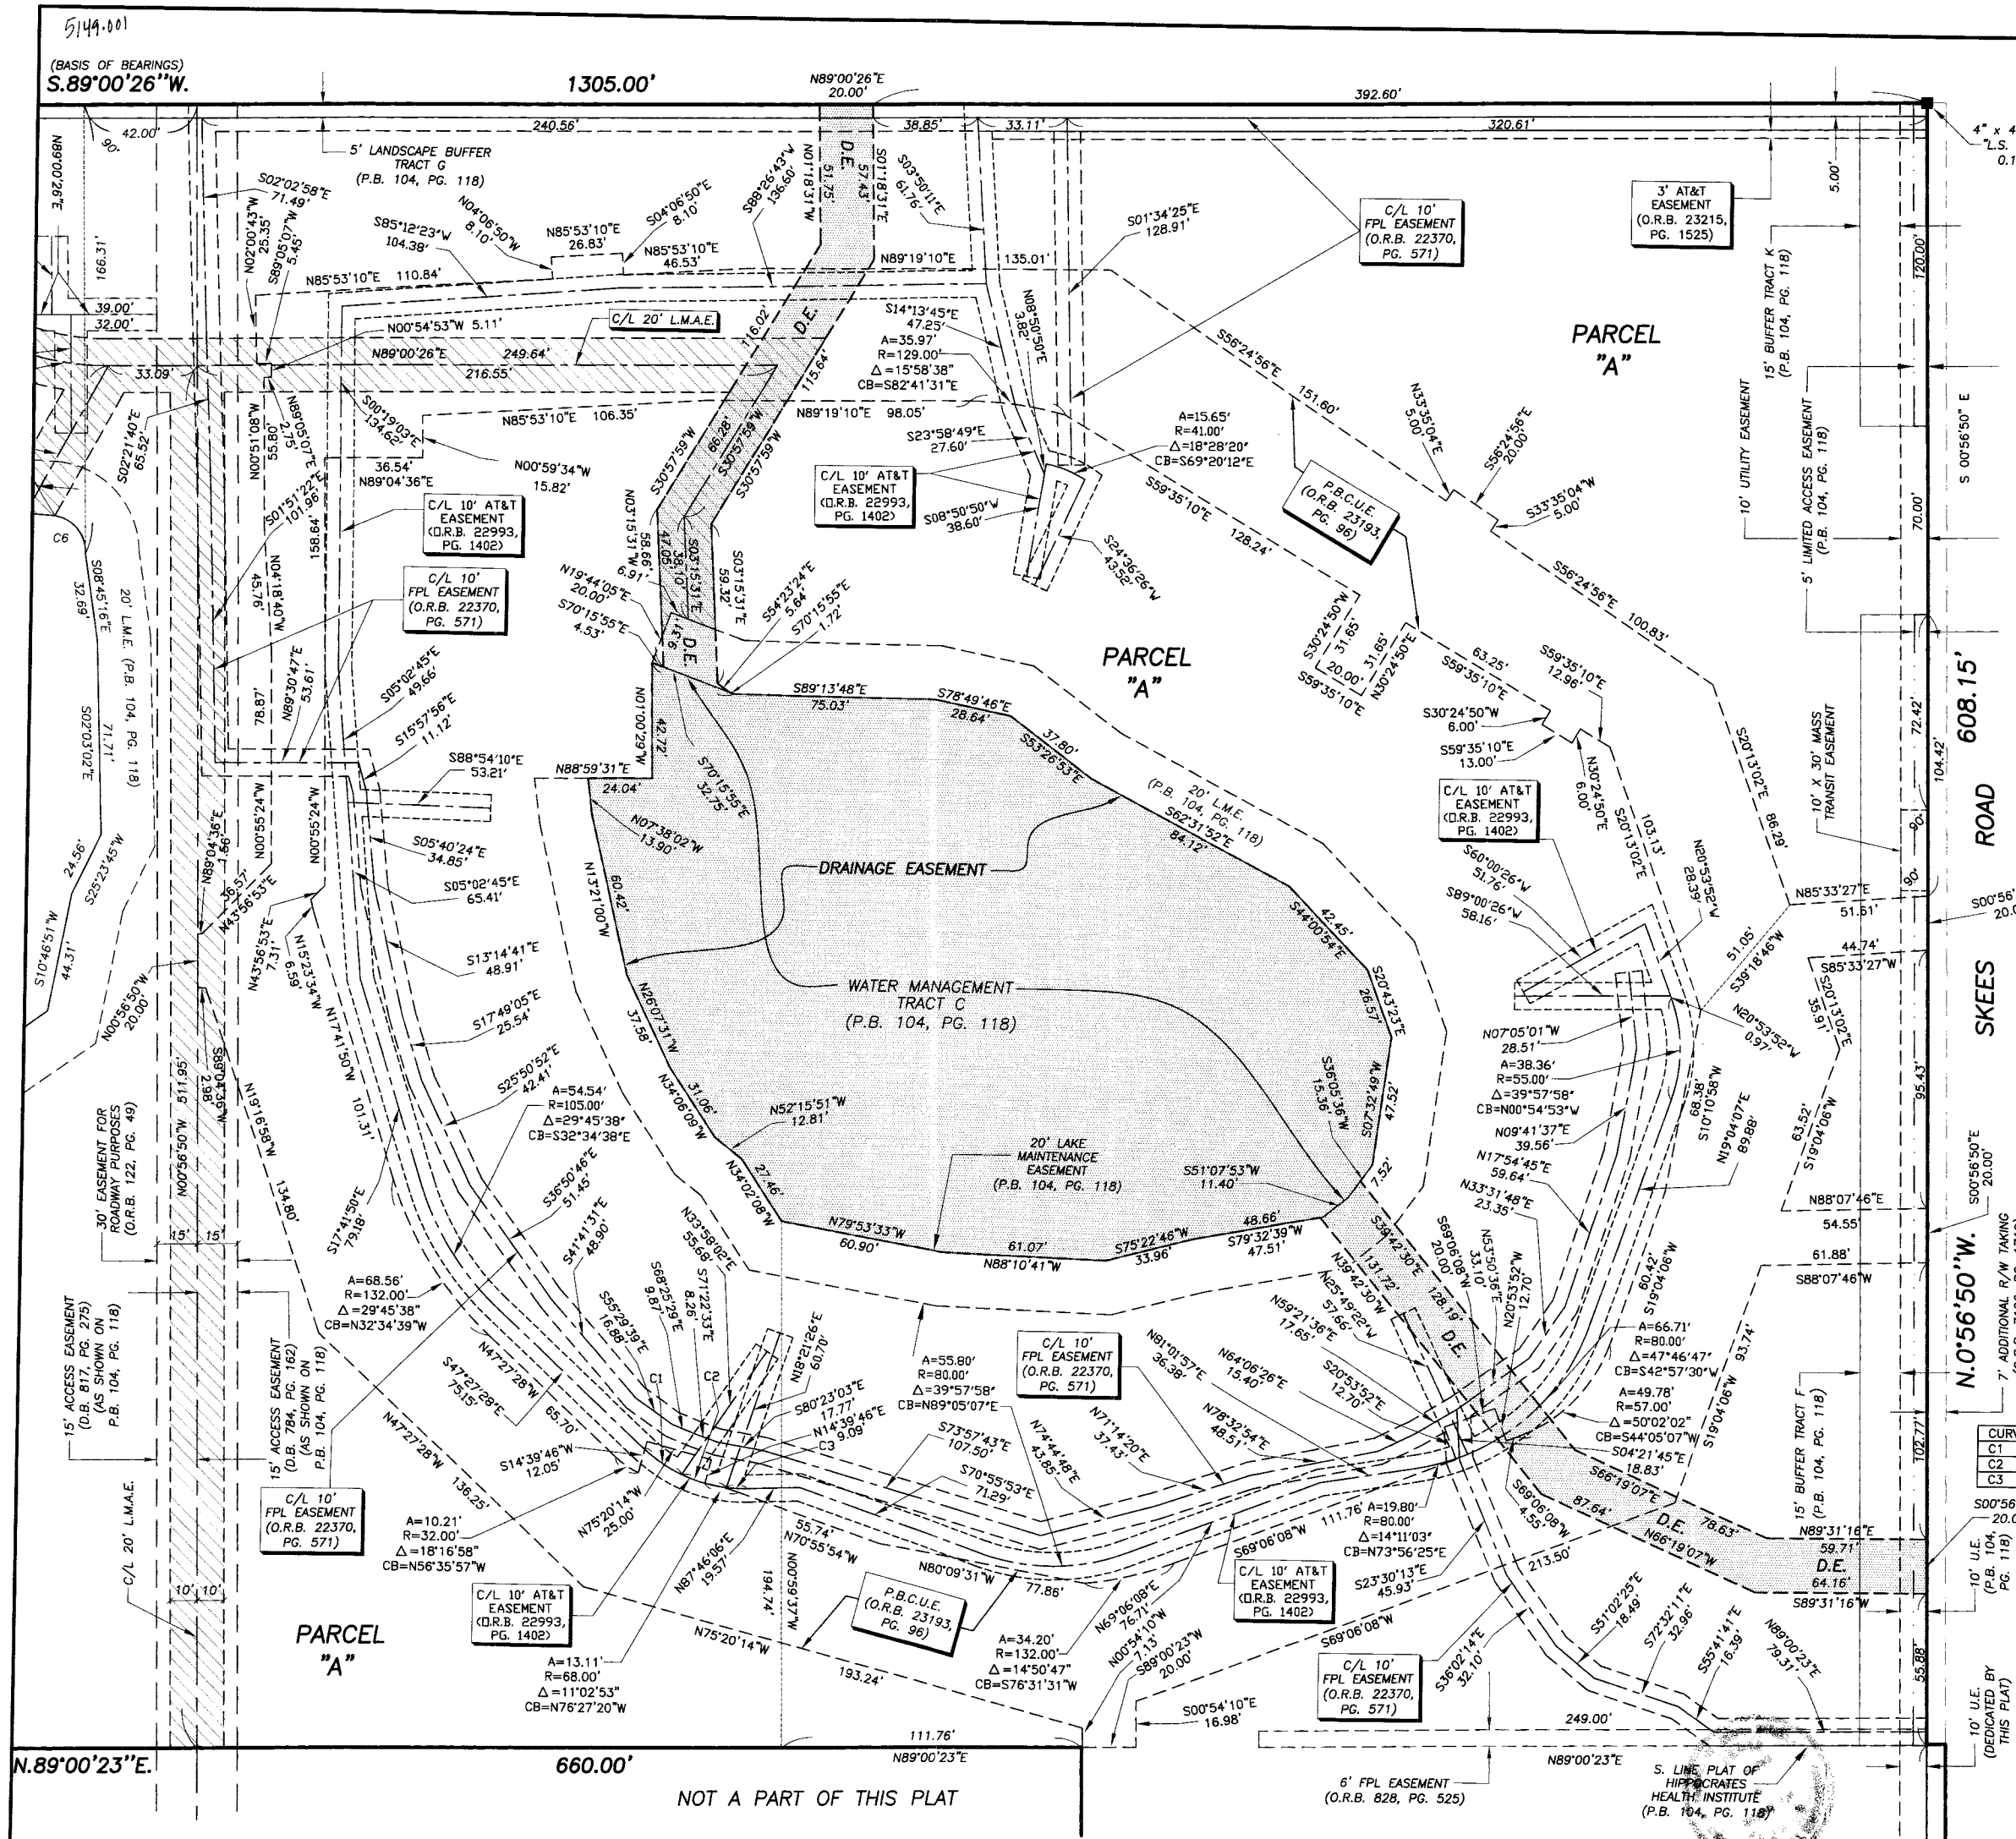 5149.001
(BASIS OF BEARINGS)
S.89°00'26"W.
1305.00'
N89°00'26"E
20.00'
392.60'
42.00'
90°
240.56'
38.85'
33.11'
320.61'
4" x 4
"L.S.
0.1
5.00'
N89°00'26"E
166.31'
5' LANDSCAPE BUFFER
TRACT G
(P.B. 104, PG. 118)
S02°02'58"E
71.49'
N02°00'43"W
25.35'
S89°05'07"W
5.45'
S85°12'23"W
104.38'
N04°06'50"W
8.10'
N85°53'10"E
26.83'
S04°06'50"E
8.10'
N85°53'10"E
46.53'
S88°26'43"W
136.60'
N01°18'31"W
51.75'
D.E.
S01°18'31"E
57.43'
S03°50'11"E
61.76'
N89°19'10"E
135.01'
S01°34'25"E
128.91'
C/L 10'
FPL EASEMENT
(O.R.B. 22370,
PG. 571)
3' AT&T
EASEMENT
(O.R.B. 23215,
PG. 1525)
15' BUFFER TRACT K
(P.B. 104, PG. 118)
120.00'
N85°53'10"E 110.84'
39.00'
32.00'
33.09'
N00°54'53"W 5.11'
C/L 20' L.M.A.E.
N89°00'26"E
249.64'
216.55'
116.02'
D.E.
115.64'
S14°13'45"E
47.25'
A=35.97'
R=129.00'
Δ=15°58'38"
CB=S82°41'31"E
N08°50'50"E
3.82'
S56°24'56"E
151.60'
PARCEL
"A"
N33°35'04"E
5.00'
S56°24'56"E
20.00'
S33°35'04"W
5.00'
10' UTILITY EASEMENT
5' LIMITED ACCESS EASEMENT
(P.B. 104, PG. 118)
70.00'
S 00°56'50" E
S02°21'40"E
65.52'
N00°51'08"W
55.80'
N89°05'07"E
2.75'
S00°19'03"E
134.62'
N85°53'10"E
106.35'
36.54'
N89°04'36"E
N00°59'34"W
15.82'
N89°19'10"E 98.05'
S23°58'49"E
27.60'
A=15.65'
R=41.00'
Δ=18°28'20"
CB=S69°20'12"E
S01°51'22"E
101.96'
158.64'
C/L 10' AT&T
EASEMENT
(O.R.B. 22993,
PG. 1402)
S30°57'59"W
66.28'
S30°57'59"W
S30°57'59"W
C/L 10' AT&T
EASEMENT
(O.R.B. 22993,
PG. 1402)
S08°50'50"W
38.60'
S24°36'26"W
43.52'
S59°35'10"E
128.24'
P.B.C.U.E.
(O.R.B. 23193,
PG. 96)
C6
S08°45'16"E
32.69'
20' L.M.E. (P.B. 104, PG. 118)
N04°18'40"W
45.76'
C/L 10'
FPL EASEMENT
(O.R.B. 22370,
PG. 571)
N03°15'31"W
58.66'
47.05'
38.10'
S03°15'31"E
S03°15'31"E
59.32'
6.91'
N19°44'05"E
20.00'
S70°15'55"E
4.53'
9.31'
D.E.
S54°23'24"E
5.64'
S70°15'55"E
1.72'
S30°24'50"W
31.65'
20.00'
S59°35'10"E
31.65'
N30°24'50"E
63.25'
S59°35'10"E
S56°24'56"E
100.83'
S59°35'10"E
12.96'
S30°24'50"W
6.00'
S59°35'10"E
13.00'
N30°24'50"E
6.00'
PARCEL
"A"
608.15'
72.42'
104.42'
S02°03'02"E
71.71'
78.87'
N89°30'47"E
53.61'
S05°02'45"E
49.66'
S15°57'56"E
11.12'
S88°54'10"E
53.21'
N01°00'29"W
42.72'
S89°13'48"E
75.03'
S78°49'46"E
28.64'
37.80'
S53°26'53"E
N88°59'31"E
24.04'
S70°15'55"E
32.75'
N07°38'02"W
13.90'
20' L.M.E.
(P.B. 104, PG. 118)
S62°31'52"E
84.12'
S20°13'02"E
86.29'
103.13'
S20°13'02"E
10' X 30' MASS
TRANSIT EASEMENT
90°
ROAD
C/L 10' AT&T
EASEMENT
(O.R.B. 22993,
PG. 1402)
24.56'
S25°23'45"W
N89°04'36"E
1.66'
N00°55'24"W
N00°55'24"W
S05°40'24"E
34.85'
S05°02'45"E
65.41'
36.57'
N43°56'53"E
DRAINAGE EASEMENT
S60°00'26"W
51.76'
S89°00'26"W
58.16'
N20°53'52"W
28.39'
N85°33'27"E
51.61'
90°
S00°56'
20.0
S10°46'51"W
44.31'
N43°56'53"E
7.31'
N15°23'34"W
6.59'
S13°14'41"E
48.91'
60.42'
N13°21'00"W
42.45'
S44°00'54"E
51.05'
S39°18'46"W
44.74'
S85°33'27"W
N00°56'50"W
20.00'
WATER MANAGEMENT
TRACT C
(P.B. 104, PG. 118)
S20°43'23"E
26.57'
N20°53'52"W
0.97'
S20°13'02"E
35.91'
SKEES
N17°41'50"W
101.31'
S17°49'05"E
25.54'
N26°07'31"W
37.58'
N07°05'01"W
28.51'
A=38.36'
R=55.00'
Δ=39°57'58"
CB=N00°54'53"W
S89°04'36"W
2.98'
N00°56'50"W 511.95'
S25°50'52"E
42.41'
31.06'
N34°06'09"W
A=54.54'
R=105.00'
Δ=29°45'38"
CB=S32°34'38"E
N52°15'51"W
12.81'
S36°05'36"W
15.36'
S07°32'49"W
47.52'
68.38'
S10°10'58"W
N19°04'07"E
89.88'
63.52'
S19°04'06"W
95.43'
30' EASEMENT FOR
ROADWAY PURPOSES
(O.R.B. 122, PG. 49)
N19°16'58"W
134.80'
20' LAKE
MAINTENANCE
EASEMENT
(P.B. 104, PG. 118)
N09°41'37"E
39.56'
N17°54'45"E
59.64'
N33°31'48"E
23.35'
S51°07'53"W
11.40'
7.52'
S36°50'46"E
51.45'
27.46'
N34°02'08"W
S17°41'50"E
79.18'
N79°53'33"W
60.90'
61.07'
N88°10'41"W
S75°22'46"W
33.96'
48.66'
S79°32'39"W
47.51'
N88°07'46"E
54.55'
S00°56'50"E
20.00'
61.88'
S88°07'46"W
15'
15'
S41°41'31"E
48.90'
N33°58'02"E
55.68'
S39°42'30"E
131.72'
128.19'
N39°42'30"W
S69°06'08"W
20.00'
N53°50'36"E
33.10'
N20°53'52"W
12.70'
60.42'
S19°04'06"W
N.0°56'50"W.
7' ADDITIONAL R/W TAKING
A=68.56'
R=132.00'
Δ=29°45'38"
CB=N32°34'39"W
S71°22'33"E
8.26'
S68°25'29"E
9.87'
S55°29'39"E
16.88'
N25°49'22"W
57.66'
N59°21'36"E
17.65'
D.E.
A=66.71'
R=80.00'
Δ=47°46'47"
CB=S42°57'30"W
93.74'
S19°04'06"W
15' ACCESS EASEMENT
(D.B. 817, PG. 275)
(AS SHOWN ON
P.B. 104, PG. 118)
15' ACCESS EASEMENT
(D.B. 784, PG. 162)
(AS SHOWN ON
P.B. 104, PG. 118)
S47°27'28"E
75.15'
N47°27'28"W
65.70'
C1
C2
N18°21'26"E
60.70'
A=55.80'
R=80.00'
Δ=39°57'58"
CB=N89°05'07"E
C/L 10'
FPL EASEMENT
(O.R.B. 22370,
PG. 571)
N81°01'57"E
36.38'
N64°06'26"E
15.40'
S20°53'52"E
12.70'
A=49.78'
R=57.00'
Δ=50°02'02"
CB=S44°05'07"W
S80°23'03"E
17.77'
N14°39'46"E
9.09'
C3
S73°57'43"E
107.50'
S70°55'53"E
71.29'
N74°44'48"E
43.85'
N71°14'20"E
37.43'
N78°32'54"E
48.51'
S04°21'45"E
18.83'
15' BUFFER TRACT F
(P.B. 104, PG. 118)
102.77'
CURV
C1
C2
C3
C/L 20' L.M.A.E.
N47°27'28"W
136.25'
S14°39'46"W
12.05'
C/L 10'
FPL EASEMENT
(O.R.B. 22370,
PG. 571)
A=10.21'
R=32.00'
Δ=18°16'58"
CB=N56°35'57"W
N75°20'14"W
25.00'
N87°46'06"E
19.57'
55.74'
N70°55'54"W
N80°09'31"W
77.86'
S69°06'08"W
111.76'
A=19.80'
R=80.00'
Δ=14°11'03"
CB=N73°56'25"E
S69°06'08"W
4.55'
S66°19'07"E
78.63'
D.E.
87.64'
N66°19'07"W
N89°31'16"E
59.71'
D.E.
64.16'
S89°31'16"W
S00°56
20.0
10' U.E.
(P.B. 104,
PG. 118)
10'
10'
C/L 10' AT&T
EASEMENT
(O.R.B. 22993,
PG. 1402)
N00°59'37"W
194.74'
P.B.C.U.E.
(O.R.B. 23193,
PG. 96)
C/L 10' AT&T
EASEMENT
(O.R.B. 22993,
PG. 1402)
S23°30'13"E
45.93'
213.50'
S69°06'08"W
N69°06'08"E
76.71'
N00°54'10"W
7.13'
S89°00'23"W
20.00'
PARCEL
"A"
N75°20'14"W
193.24'
A=13.11'
R=68.00'
Δ=11°02'53"
CB=N76°27'20"W
A=34.20'
R=132.00'
Δ=14°50'47"
CB=S76°31'31"W
S00°54'10"E
16.98'
C/L 10'
FPL EASEMENT
(O.R.B. 22370,
PG. 571)
S36°02'14"E
32.10'
S51°02'25"E
18.49'
S72°32'11"E
32.96'
S55°41'41"E
16.39'
N89°00'23"E
79.31'
55.88'
10' U.E.
(DEDICATED BY
THIS PLAT)
249.00'
N.89°00'23"E.
660.00'
111.76'
N89°00'23"E
N89°00'23"E
NOT A PART OF THIS PLAT
6' FPL EASEMENT
(O.R.B. 828, PG. 525)
S. LINE PLAT OF
HIPPOCRATES
HEALTH INSTITUTE
(P.B. 104, PG. 118)